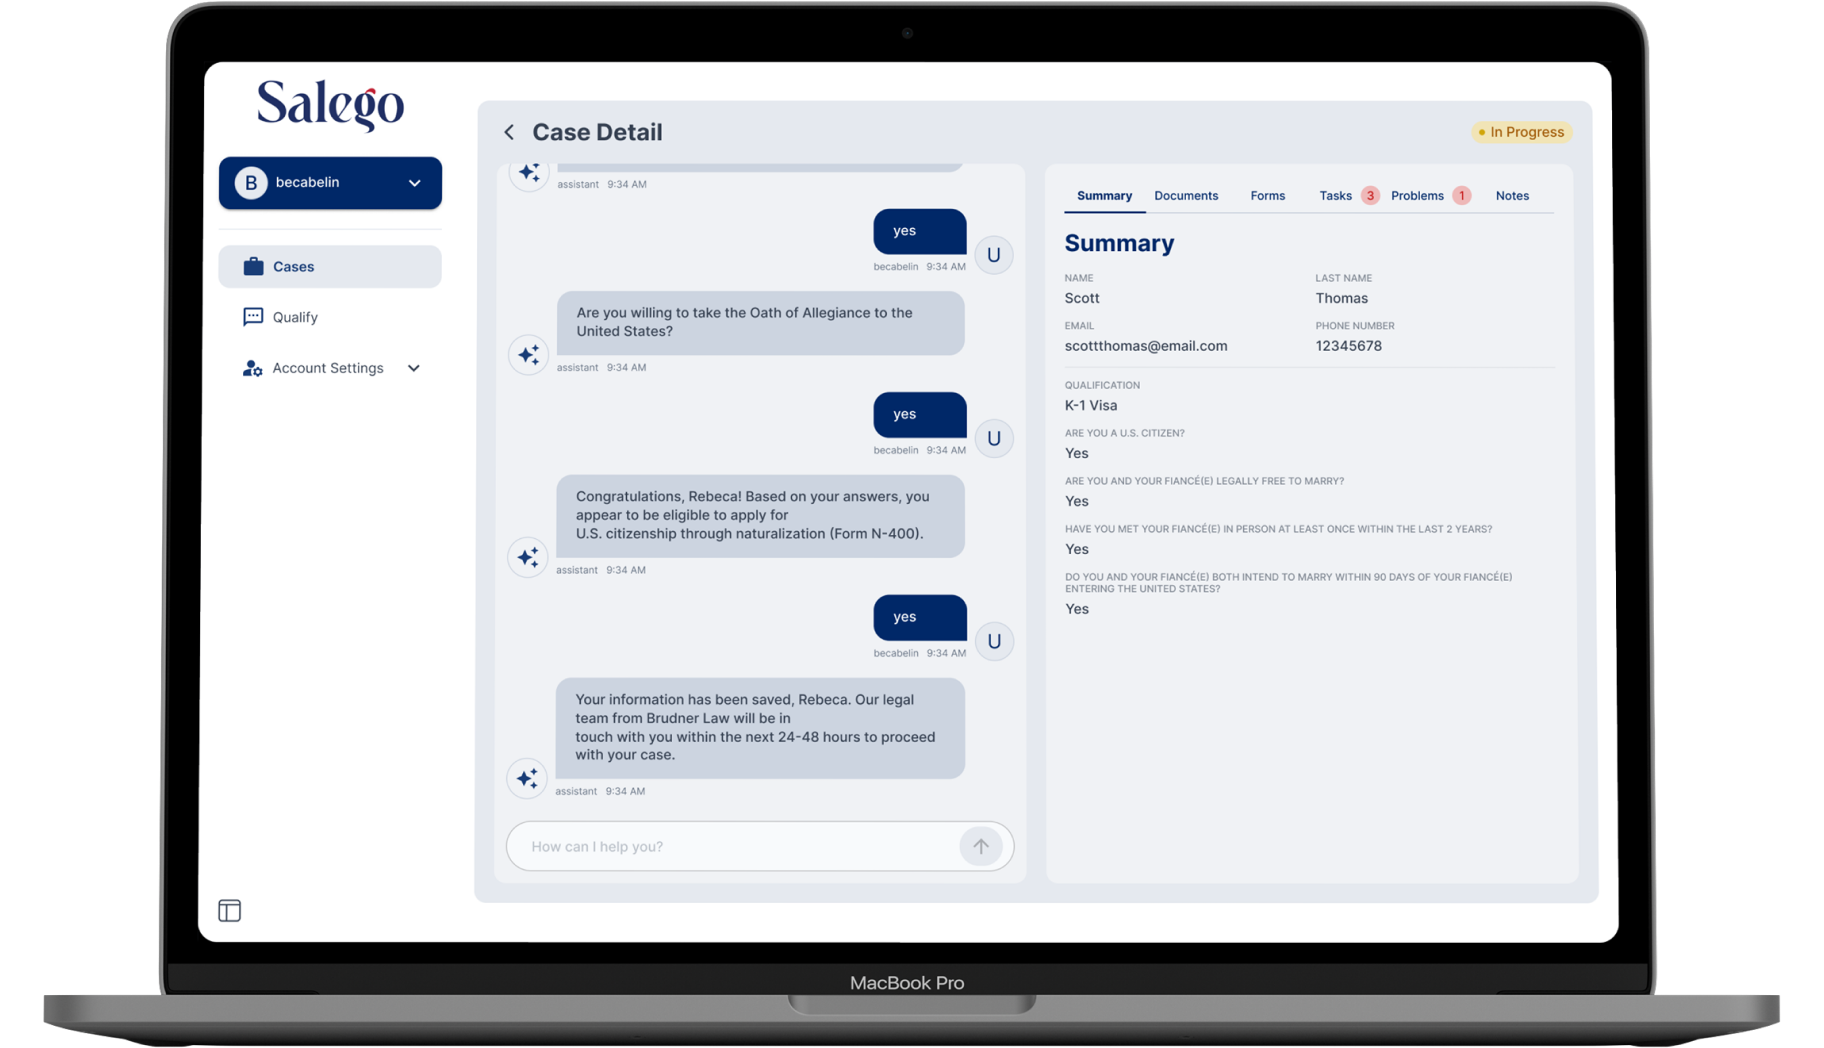 Salego
B becabelin
Cases
Qualify
Account Settings
Case Detail
In Progress
assistant 9:34 AM
yes
U
becabelin 9:34 AM
Are you willing to take the Oath of Allegiance to the
United States?
assistant 9:34 AM
yes
U
becabelin 9:34 AM
Congratulations, Rebeca! Based on your answers, you
appear to be eligible to apply for
U.S. citizenship through naturalization (Form N-400).
assistant 9:34 AM
yes
U
becabelin 9:34 AM
Your information has been saved, Rebeca. Our legal
team from Brudner Law will be in
touch with you within the next 24-48 hours to proceed
with your case.
assistant 9:34 AM
How can I help you?
Summary Documents Forms Tasks 3 Problems 1 Notes
Summary
NAME LAST NAME
Scott Thomas
EMAIL PHONE NUMBER
scottthomas@email.com 12345678
QUALIFICATION
K-1 Visa
ARE YOU A U.S. CITIZEN?
Yes
ARE YOU AND YOUR FIANCÉ(E) LEGALLY FREE TO MARRY?
Yes
HAVE YOU MET YOUR FIANCÉ(E) IN PERSON AT LEAST ONCE WITHIN THE LAST 2 YEARS?
Yes
DO YOU AND YOUR FIANCÉ(E) BOTH INTEND TO MARRY WITHIN 90 DAYS OF YOUR FIANCÉ(E)
ENTERING THE UNITED STATES?
Yes
MacBook Pro